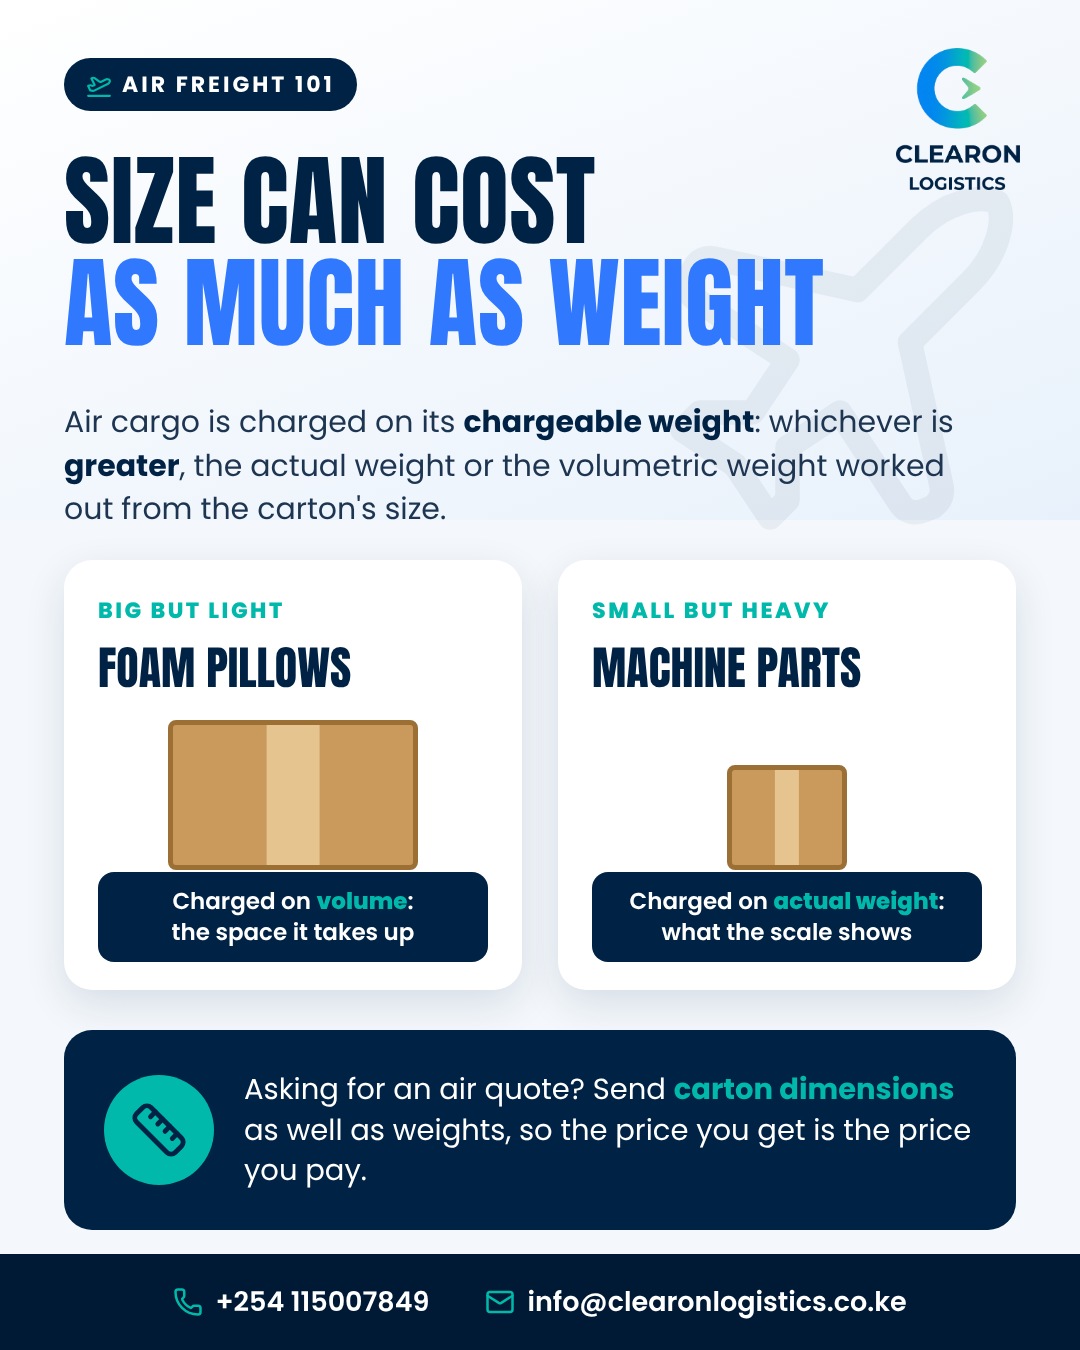 AIR FREIGHT 101
CLEARON
LOGISTICS
SIZE CAN COST
AS MUCH AS WEIGHT
Air cargo is charged on its chargeable weight: whichever is
greater, the actual weight or the volumetric weight worked
out from the carton's size.
BIG BUT LIGHT
FOAM PILLOWS
Charged on volume:
the space it takes up
SMALL BUT HEAVY
MACHINE PARTS
Charged on actual weight:
what the scale shows
Asking for an air quote? Send carton dimensions
as well as weights, so the price you get is the price
you pay.
+254 115007849
info@clearonlogistics.co.ke